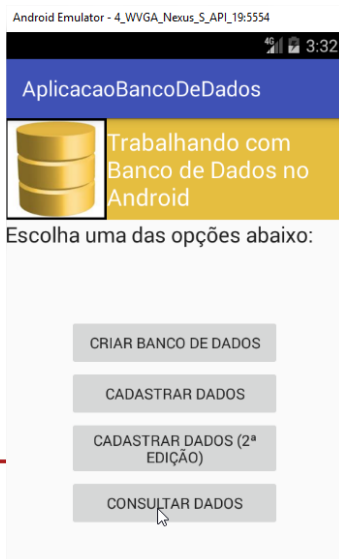 Android Emulator - 4_WVGA_Nexus_S_API_19:5554
4G 3:32
AplicacaoBancoDeDados
Trabalhando com
Banco de Dados no
Android
Escolha uma das opções abaixo:
CRIAR BANCO DE DADOS
CADASTRAR DADOS
CADASTRAR DADOS (2ª
EDIÇÃO)
CONSULTAR DADOS